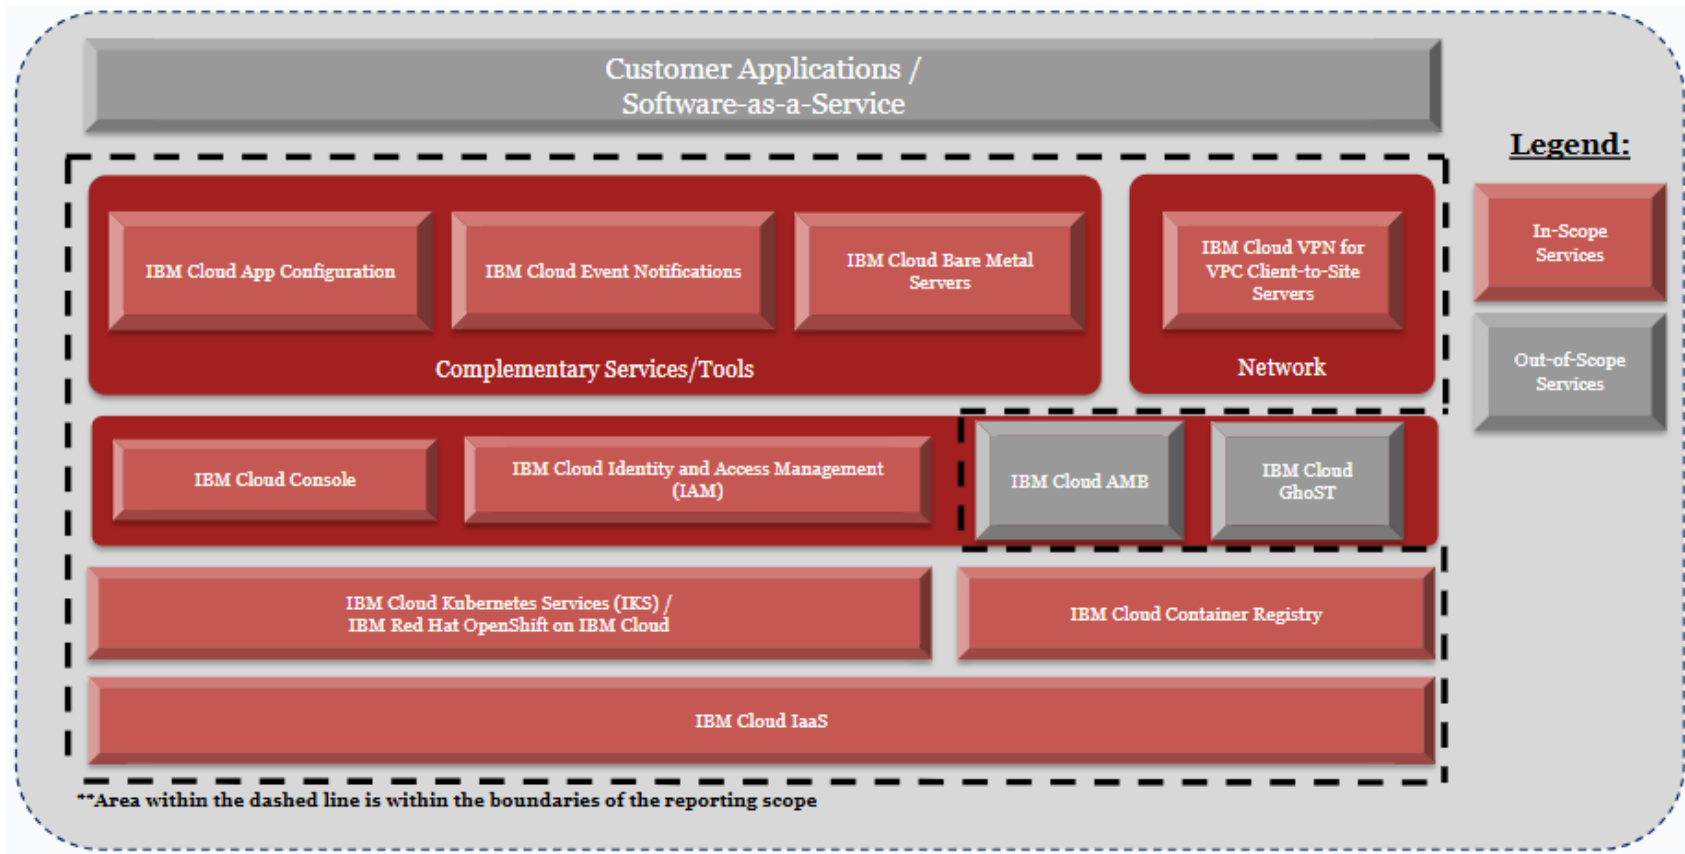 Customer Applications /
Software-as-a-Service
Legend:
In-Scope
Services
Out-of-Scope
Services
IBM Cloud App Configuration
IBM Cloud Event Notifications
IBM Cloud Bare Metal
Servers
Complementary Services/Tools
IBM Cloud VPN for
VPC Client-to-Site
Servers
Network
IBM Cloud Console
IBM Cloud Identity and Access Management
(IAM)
IBM Cloud AMB
IBM Cloud
GhoST
IBM Cloud Kubernetes Services (IKS) /
IBM Red Hat OpenShift on IBM Cloud
IBM Cloud Container Registry
IBM Cloud IaaS
**Area within the dashed line is within the boundaries of the reporting scope